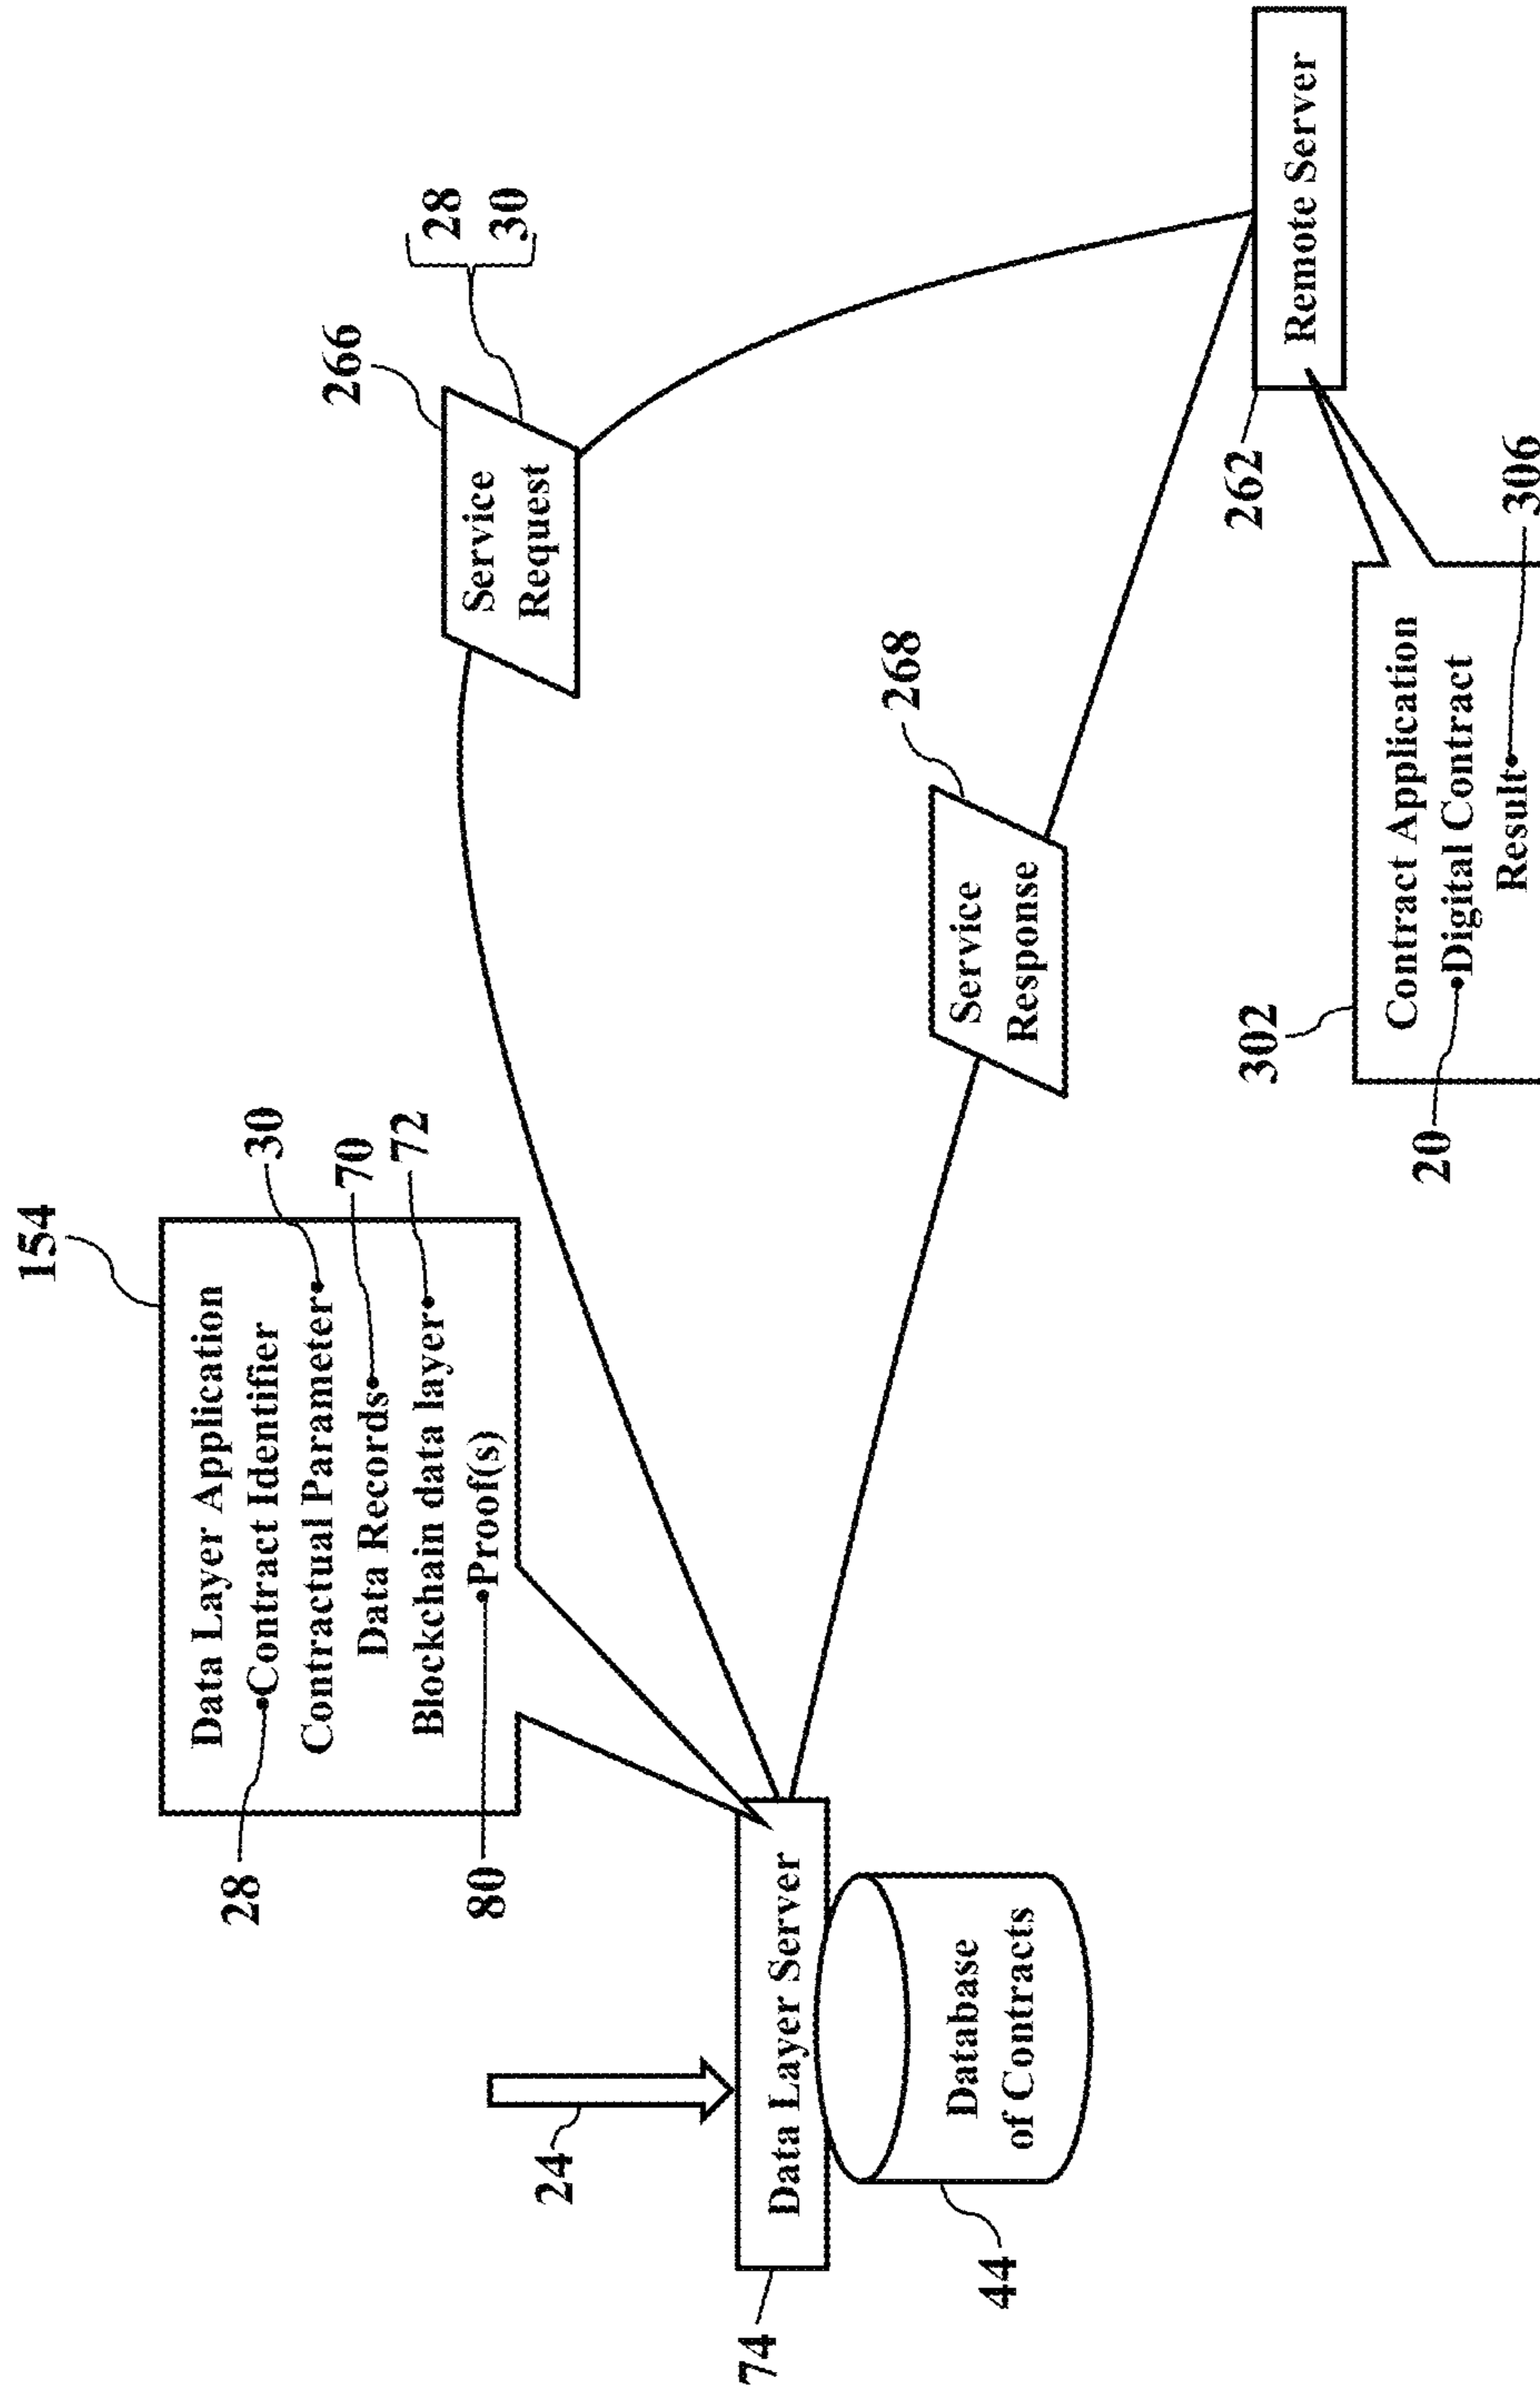 154
Data Layer Application
28
Contract Identifier
Contractual Parameter
30
Data Records
70
Blockchain data layer
72
80
Proof(s)
266
Service
Request
28
30
24
74
Data Layer Server
Database
of Contracts
44
268
Service
Response
262
Remote Server
302
Contract Application
20
Digital Contract
Result
306